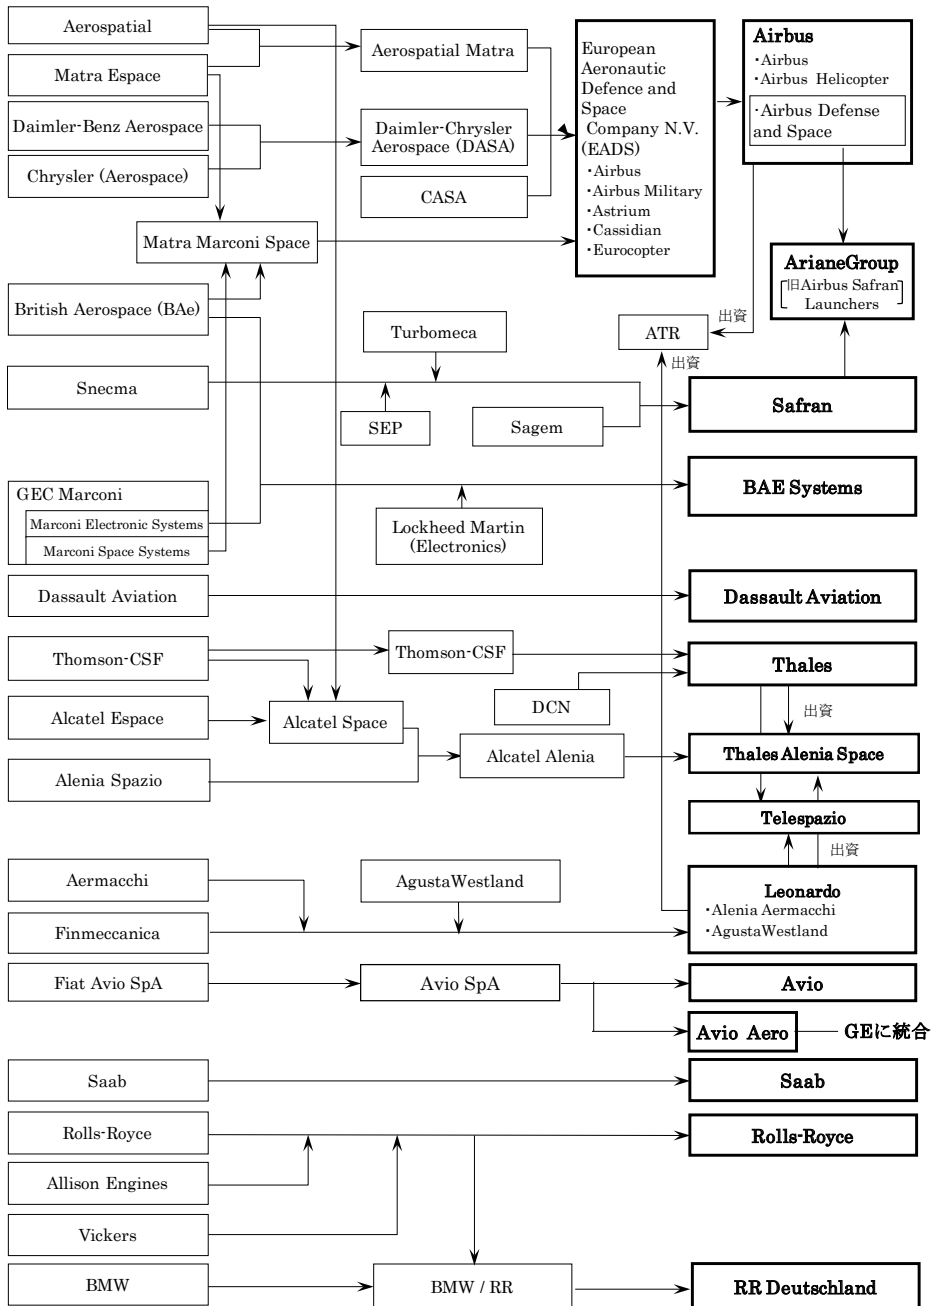 Aerospatial
Matra Espace
Daimler-Benz Aerospace
Chrysler (Aerospace)
Aerospatial Matra
Daimler-Chrysler
Aerospace (DASA)
CASA
European
Aeronautic
Defence and
Space
Company N.V.
(EADS)
・Airbus
・Airbus Military
・Astrium
・Cassidian
・Eurocopter
Airbus
・Airbus
・Airbus Helicopter
・Airbus Defense
and Space
Matra Marconi Space
ArianeGroup
旧Airbus Safran
Launchers
British Aerospace (BAe)
Turbomeca
ATR
出資
出資
Snecma
SEP
Sagem
Safran
GEC Marconi
Marconi Electronic Systems
Marconi Space Systems
Lockheed Martin
(Electronics)
BAE Systems
Dassault Aviation
Dassault Aviation
Thomson-CSF
Thomson-CSF
Thales
DCN
出資
Alcatel Espace
Alcatel Space
Alenia Spazio
Alcatel Alenia
Thales Alenia Space
Telespazio
出資
Aermacchi
AgustaWestland
Finmeccanica
Leonardo
・Alenia Aermacchi
・AgustaWestland
Fiat Avio SpA
Avio SpA
Avio
Avio Aero
GEに統合
Saab
Saab
Rolls-Royce
Rolls-Royce
Allison Engines
Vickers
BMW
BMW / RR
RR Deutschland